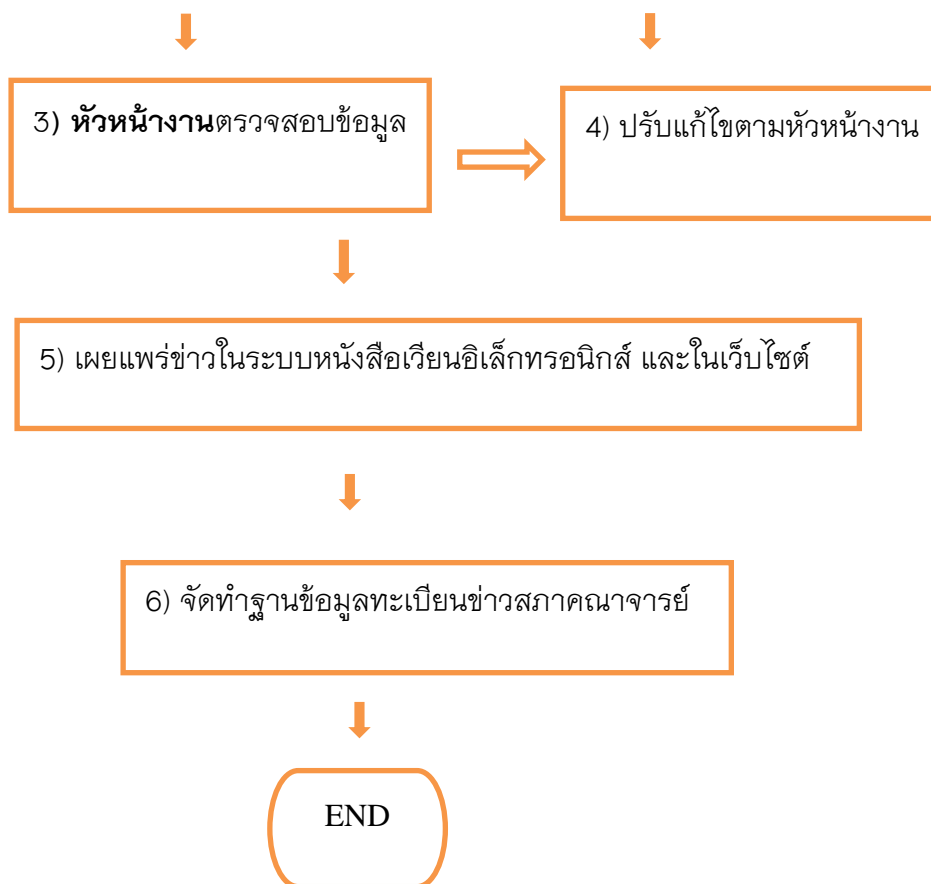 3) หัวหน้างานตรวจสอบข้อมูล
4) ปรับแก้ไขตามหัวหน้างาน
5) เผยแพร่ข่าวในระบบหนังสือเวียนอิเล็กทรอนิกส์ และในเว็บไซต์
6) จัดทำฐานข้อมูลทะเบียนข่าวสภาคณาจารย์
END